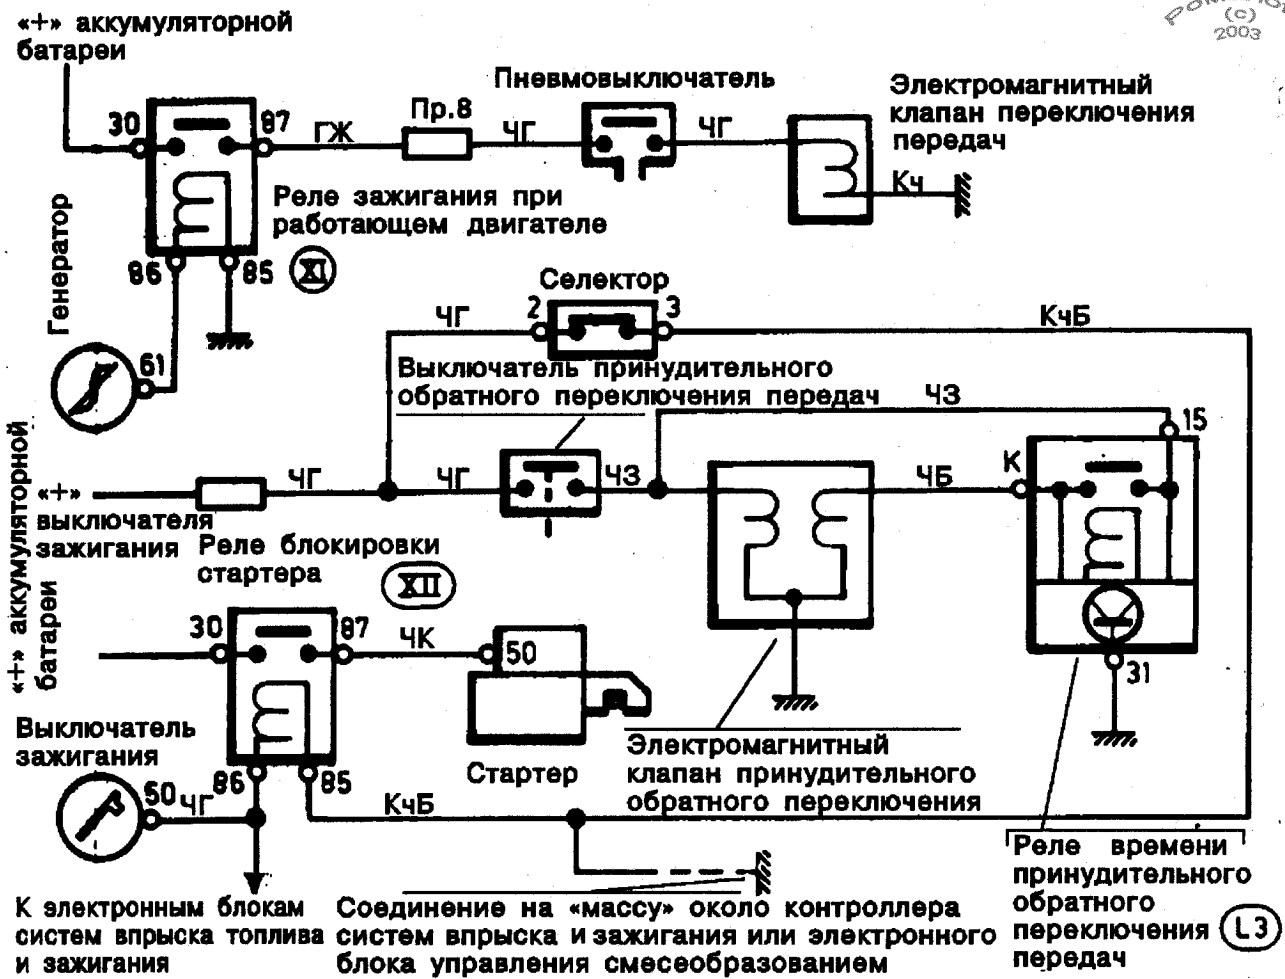 «+» аккумуляторной
батареи
(c)
2003
Пневмовыключатель
Электромагнитный
клапан переключения
передач
30
87
ГЖ
Пр.8
ЧГ
ЧГ
Кч
Реле зажигания при
работающем двигателе
XI
86
85
Генератор
61
Селектор
2
3
ЧГ
КчБ
Выключатель принудительного
обратного переключения передач
ЧЗ
15
«+»
выключателя
зажигания
ЧГ
ЧГ
ЧЗ
ЧБ
К
31
Реле блокировки
стартера
XII
«+» аккумуляторной
батареи
30
87
ЧК
50
Стартер
86
85
Выключатель
зажигания
50
ЧГ
КчБ
Электромагнитный
клапан принудительного
обратного переключения
Реле времени
принудительного
обратного
переключения
передач
L3
К электронным блокам
систем впрыска топлива
и зажигания
Соединение на «массу» около контроллера
систем впрыска и зажигания или электронного
блока управления смесеобразованием